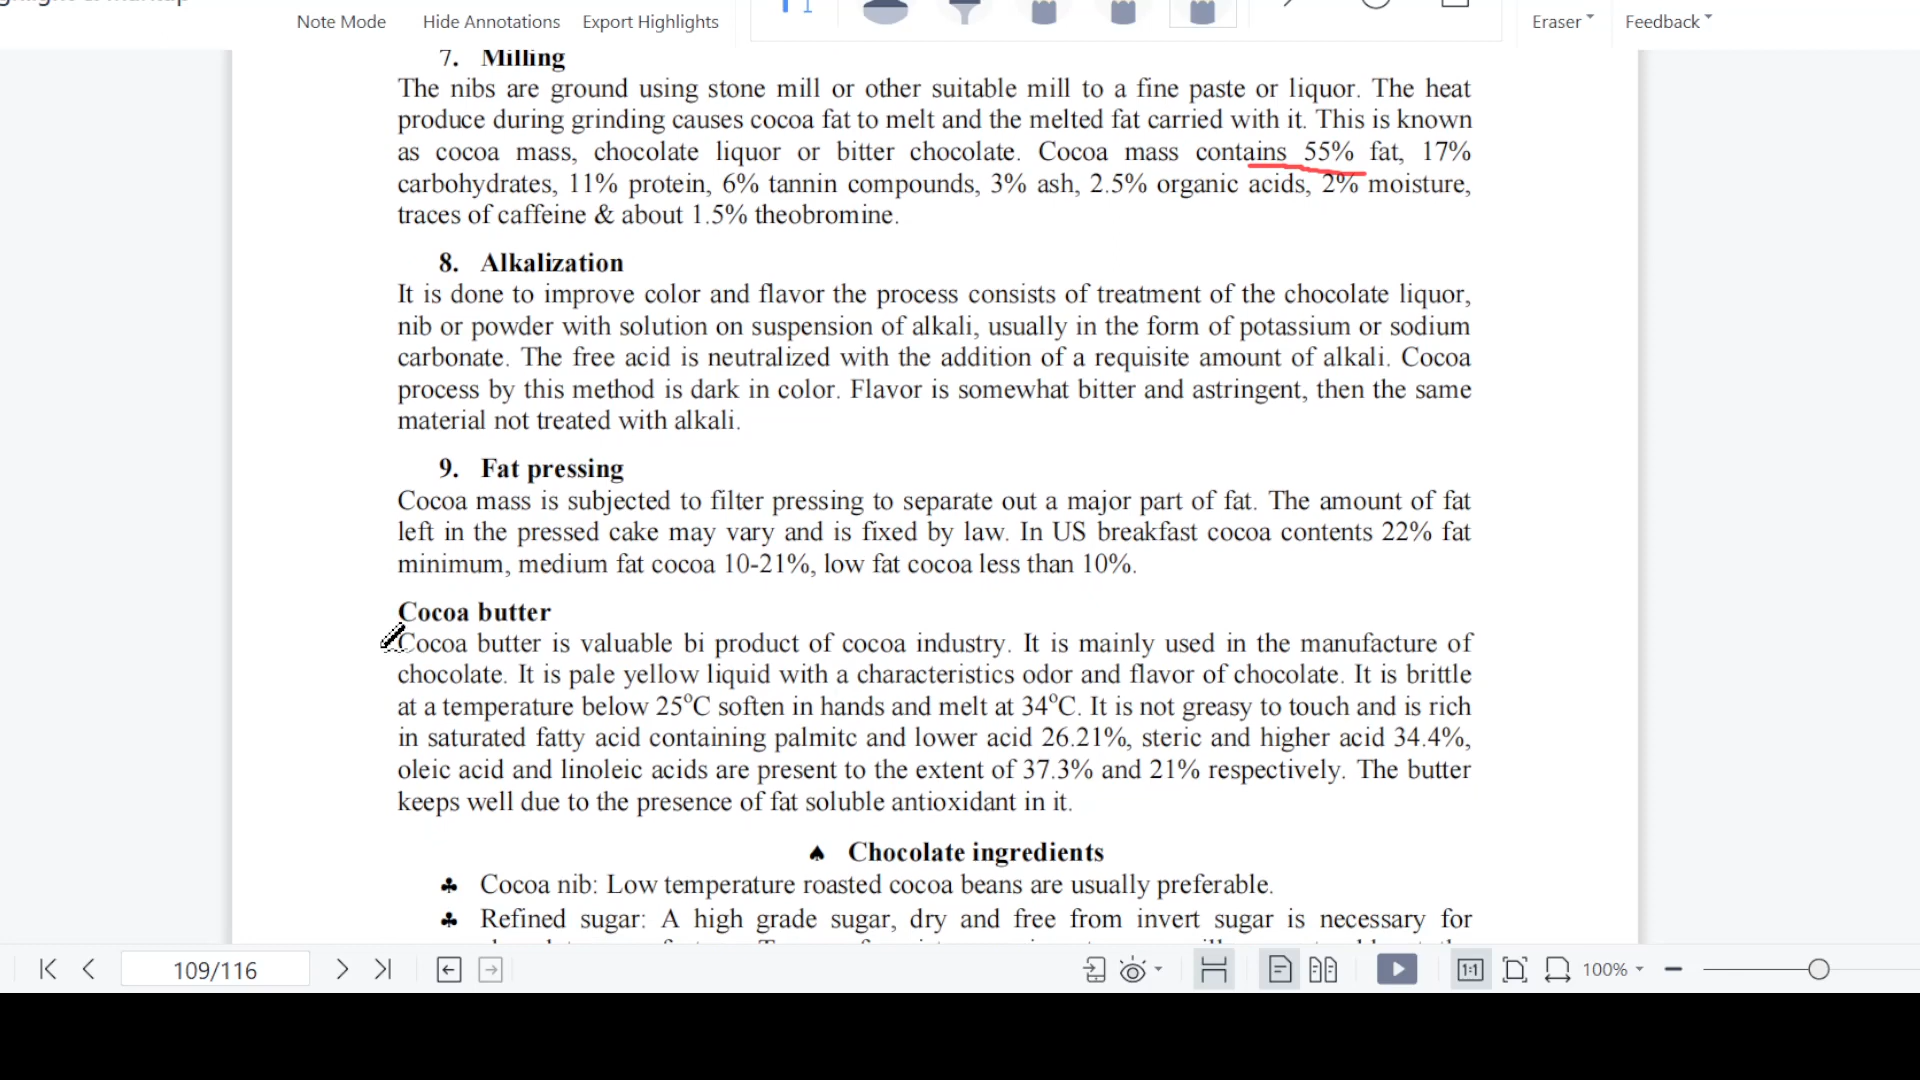 Note Mode Hide Annotations Export Highlights Eraser Feedback
7. Milling
The nibs are ground using stone mill or other suitable mill to a fine paste or liquor. The heat
produce during grinding causes cocoa fat to melt and the melted fat carried with it. This is known
as cocoa mass, chocolate liquor or bitter chocolate. Cocoa mass contains 55% fat, 17%
carbohydrates, 11% protein, 6% tannin compounds, 3% ash, 2.5% organic acids, 2% moisture,
traces of caffeine & about 1.5% theobromine.
8. Alkalization
It is done to improve color and flavor the process consists of treatment of the chocolate liquor,
nib or powder with solution on suspension of alkali, usually in the form of potassium or sodium
carbonate. The free acid is neutralized with the addition of a requisite amount of alkali. Cocoa
process by this method is dark in color. Flavor is somewhat bitter and astringent, then the same
material not treated with alkali.
9. Fat pressing
Cocoa mass is subjected to filter pressing to separate out a major part of fat. The amount of fat
left in the pressed cake may vary and is fixed by law. In US breakfast cocoa contents 22% fat
minimum, medium fat cocoa 10-21%, low fat cocoa less than 10%.
Cocoa butter
Cocoa butter is valuable bi product of cocoa industry. It is mainly used in the manufacture of
chocolate. It is pale yellow liquid with a characteristics odor and flavor of chocolate. It is brittle
at a temperature below 25°C soften in hands and melt at 34°C. It is not greasy to touch and is rich
in saturated fatty acid containing palmitc and lower acid 26.21%, steric and higher acid 34.4%,
oleic acid and linoleic acids are present to the extent of 37.3% and 21% respectively. The butter
keeps well due to the presence of fat soluble antioxidant in it.
♠ Chocolate ingredients
♣ Cocoa nib: Low temperature roasted cocoa beans are usually preferable.
♣ Refined sugar: A high grade sugar, dry and free from invert sugar is necessary for
109/116 1:1 100%